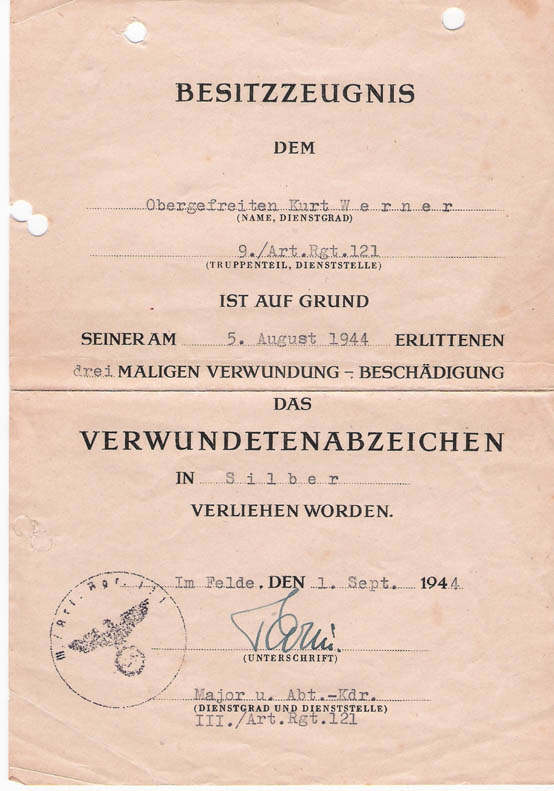 BESITZZEUGNIS
DEM
Obergefreiten Kurt W e r n e r
(NAME, DIENSTGRAD)
9./Art.Rgt.121
(TRUPPENTEIL, DIENSTSTELLE)
IST AUF GRUND
SEINER AM 5. August 1944 ERLITTENEN
drei MALIGEN VERWUNDUNG – BESCHÄDIGUNG
DAS
VERWUNDETENABZEICHEN
IN S i l b e r
VERLIEHEN WORDEN.
Im Felde, DEN 1. Sept. 1944
(UNTERSCHRIFT)
Major u. Abt.-Kdr.
(DIENSTGRAD UND DIENSTSTELLE)
III./Art.Rgt.121